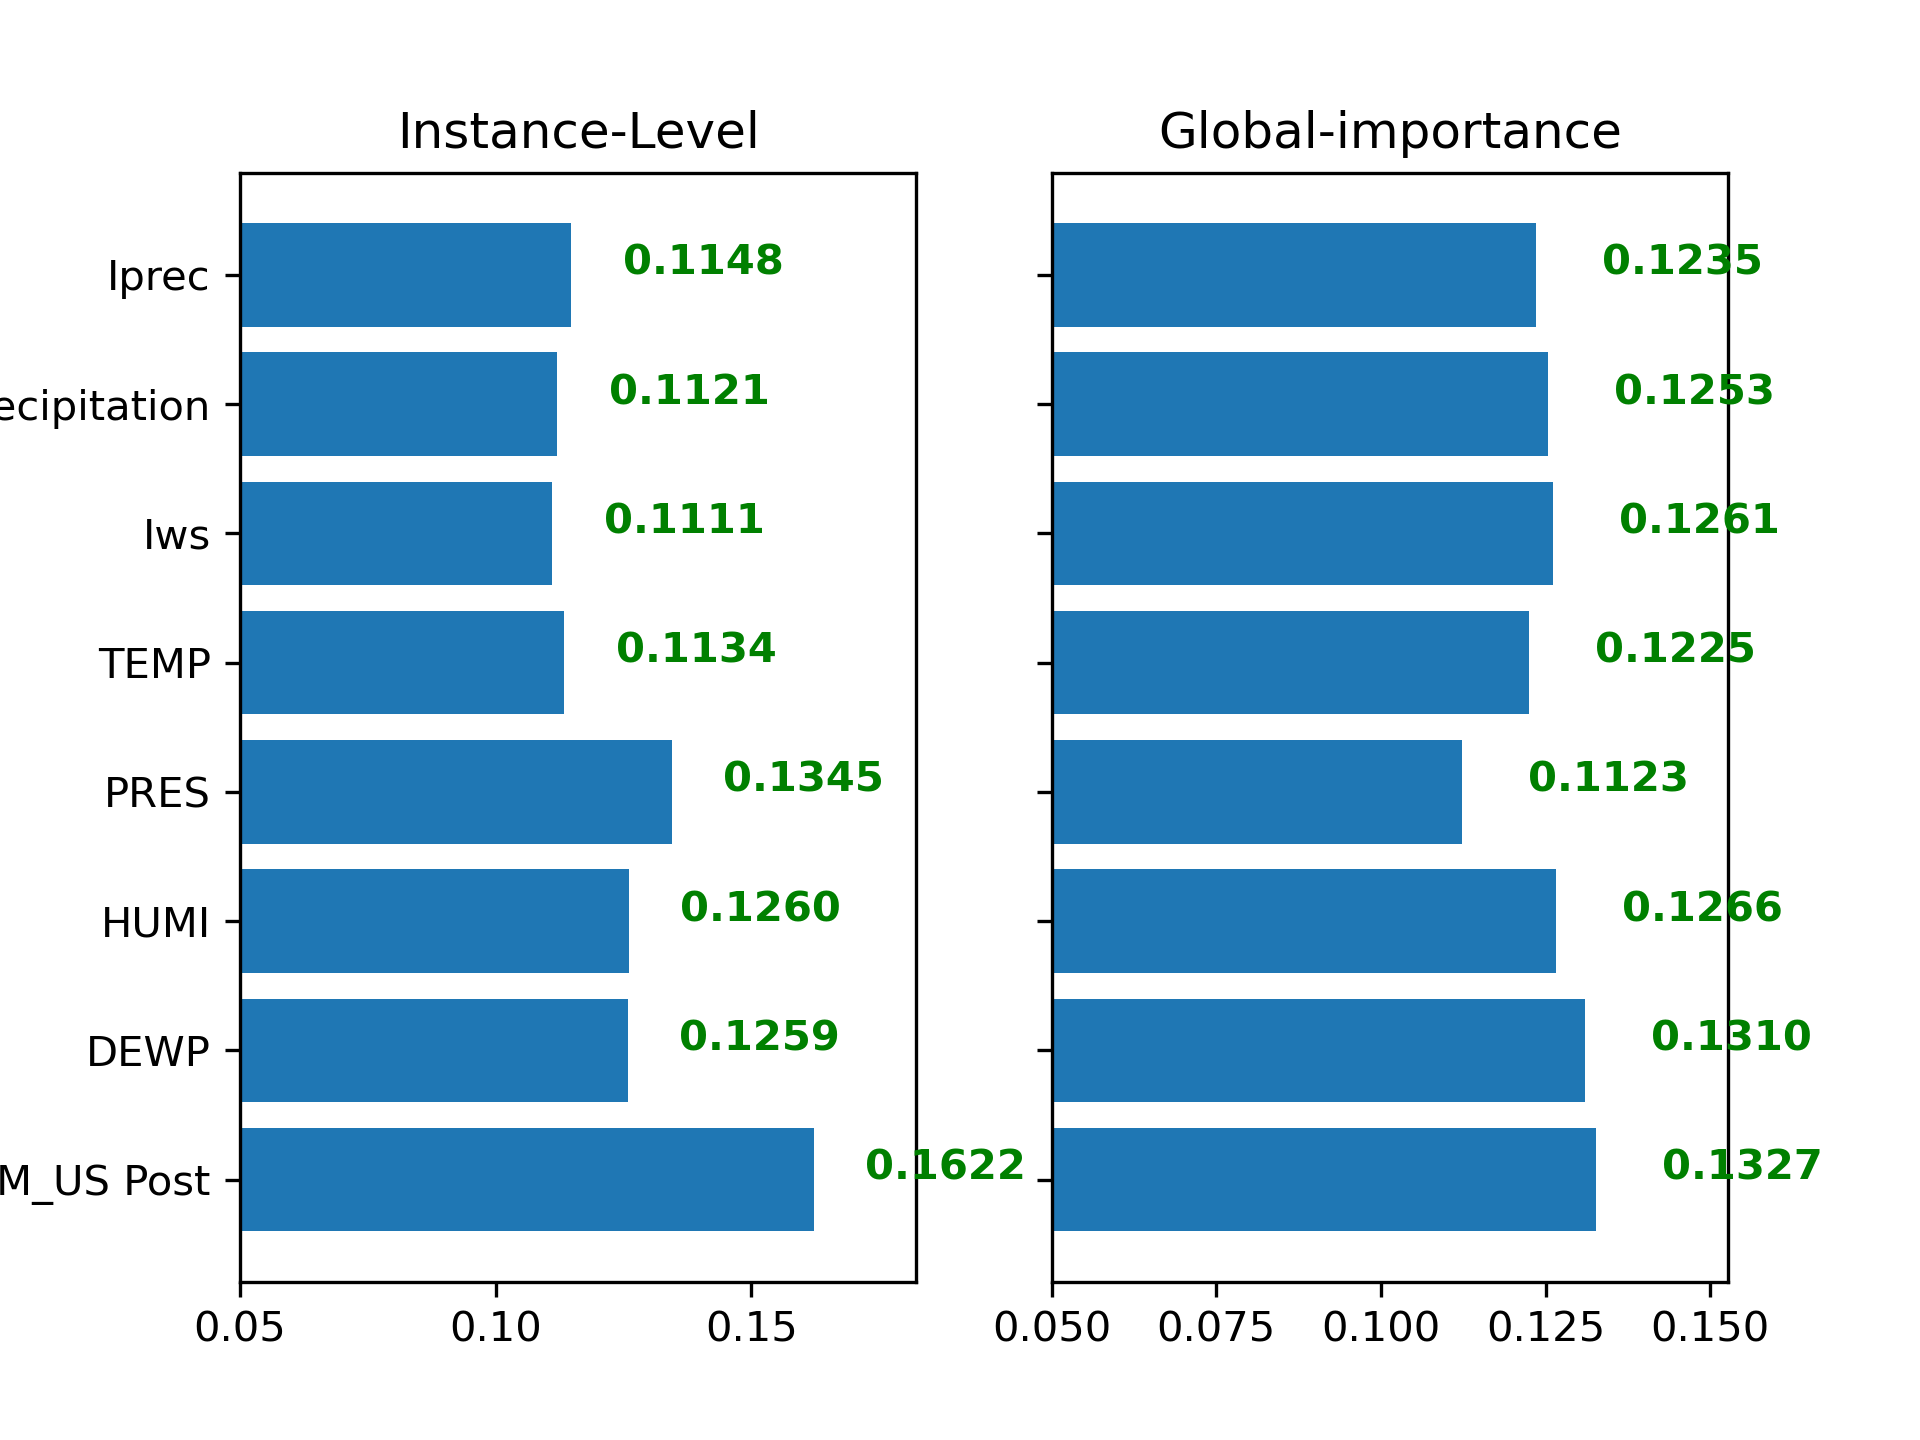 Instance-Level
Iprec
0.1148
ecipitation
0.1121
Iws
0.1111
TEMP
0.1134
PRES
0.1345
HUMI
0.1260
DEWP
0.1259
M_US Post
0.1622
0.05 0.10 0.15
Global-importance
0.1235
0.1253
0.1261
0.1225
0.1123
0.1266
0.1310
0.1327
0.050 0.075 0.100 0.125 0.150